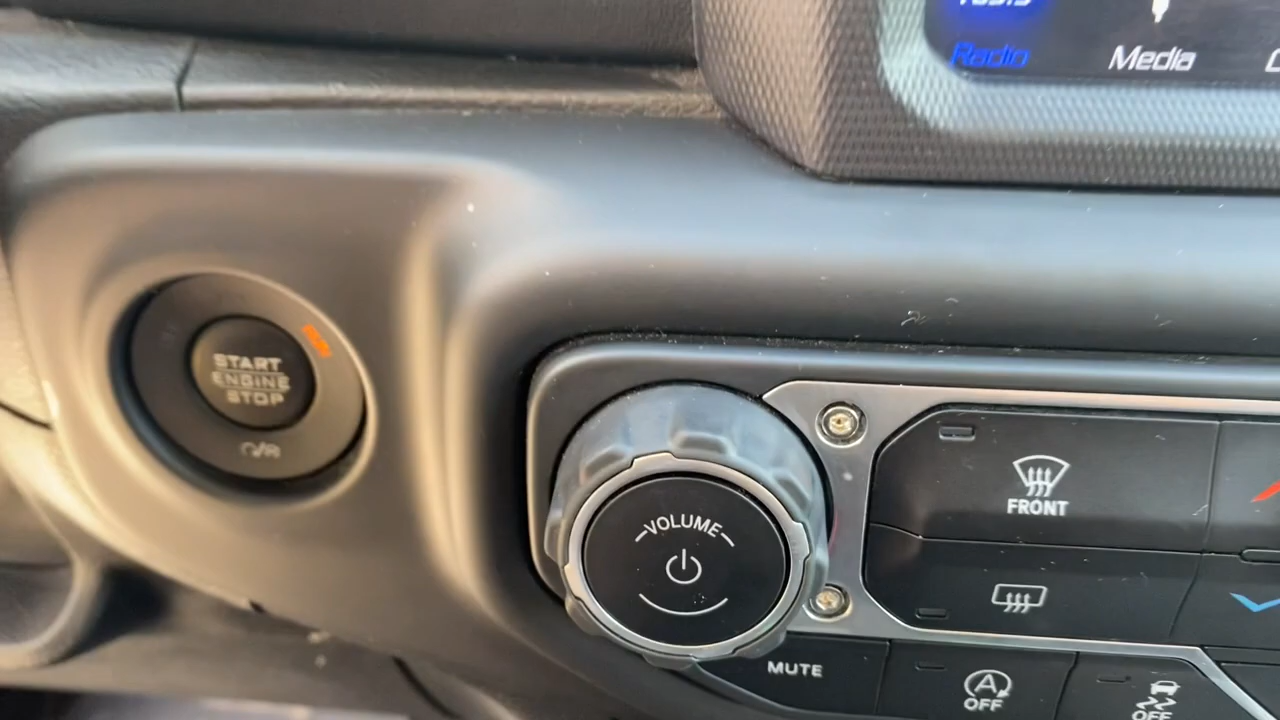 Radio
Media
START
ENGINE
STOP
VOLUME
FRONT
MUTE
A
OFF
OFF